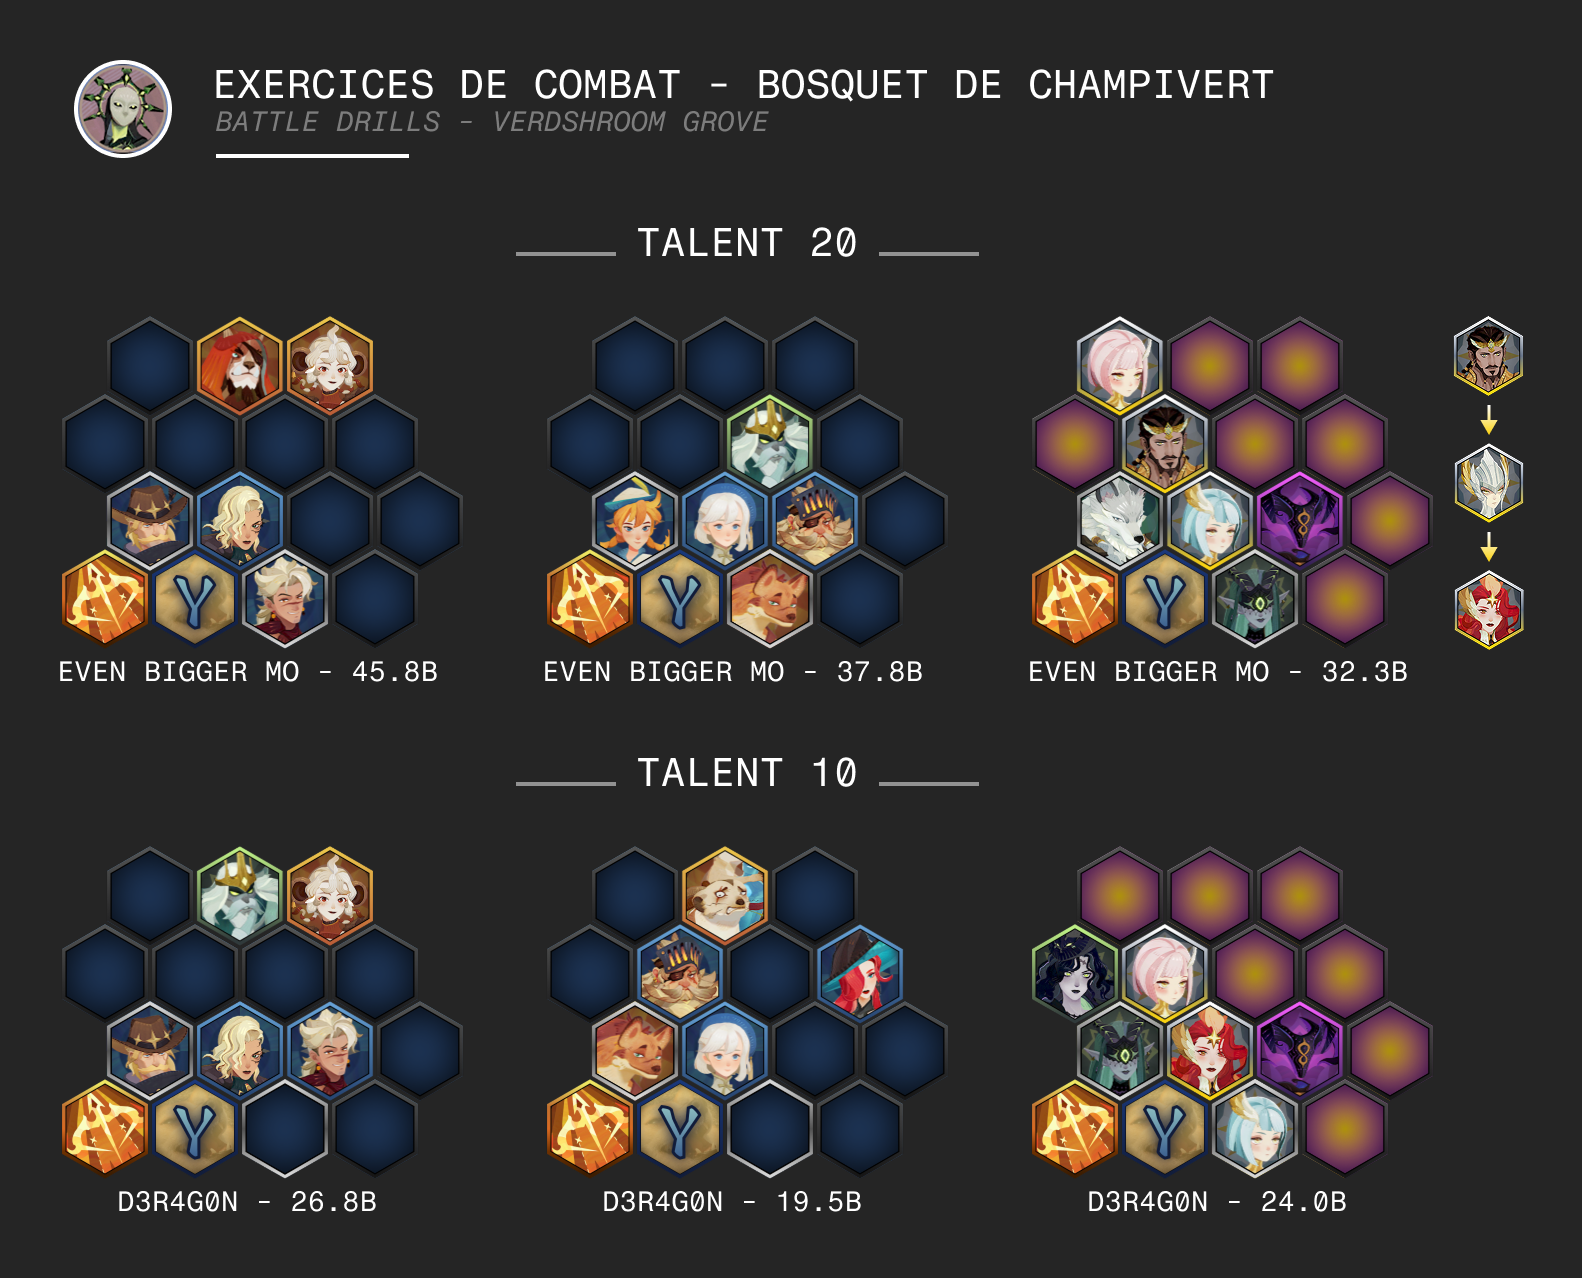 EXERCICES DE COMBAT - BOSQUET DE CHAMPIVERT
BATTLE DRILLS - VERDSHROOM GROVE
TALENT 20
EVEN BIGGER MO - 45.8B
EVEN BIGGER MO - 37.8B
EVEN BIGGER MO - 32.3B
TALENT 10
D3R4G0N - 26.8B
D3R4G0N - 19.5B
D3R4G0N - 24.0B